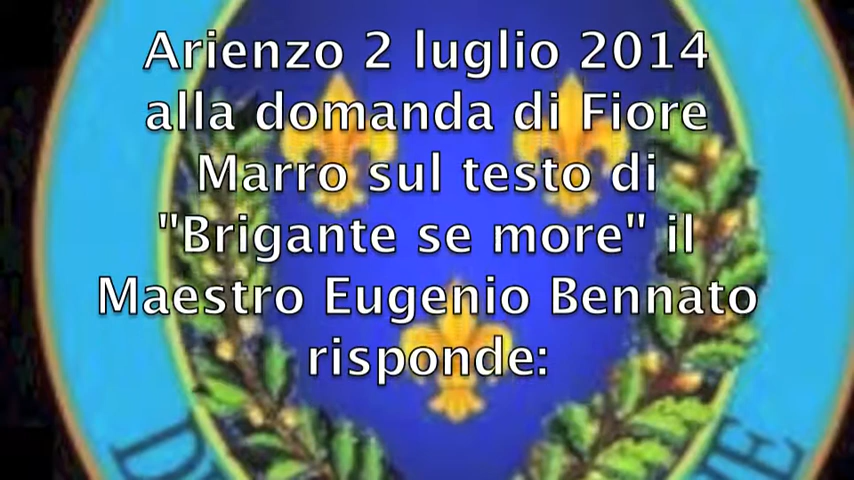 Arienzo 2 luglio 2014
alla domanda di Fiore
Marro sul testo di
"Brigante se more" il
Maestro Eugenio Bennato
risponde: